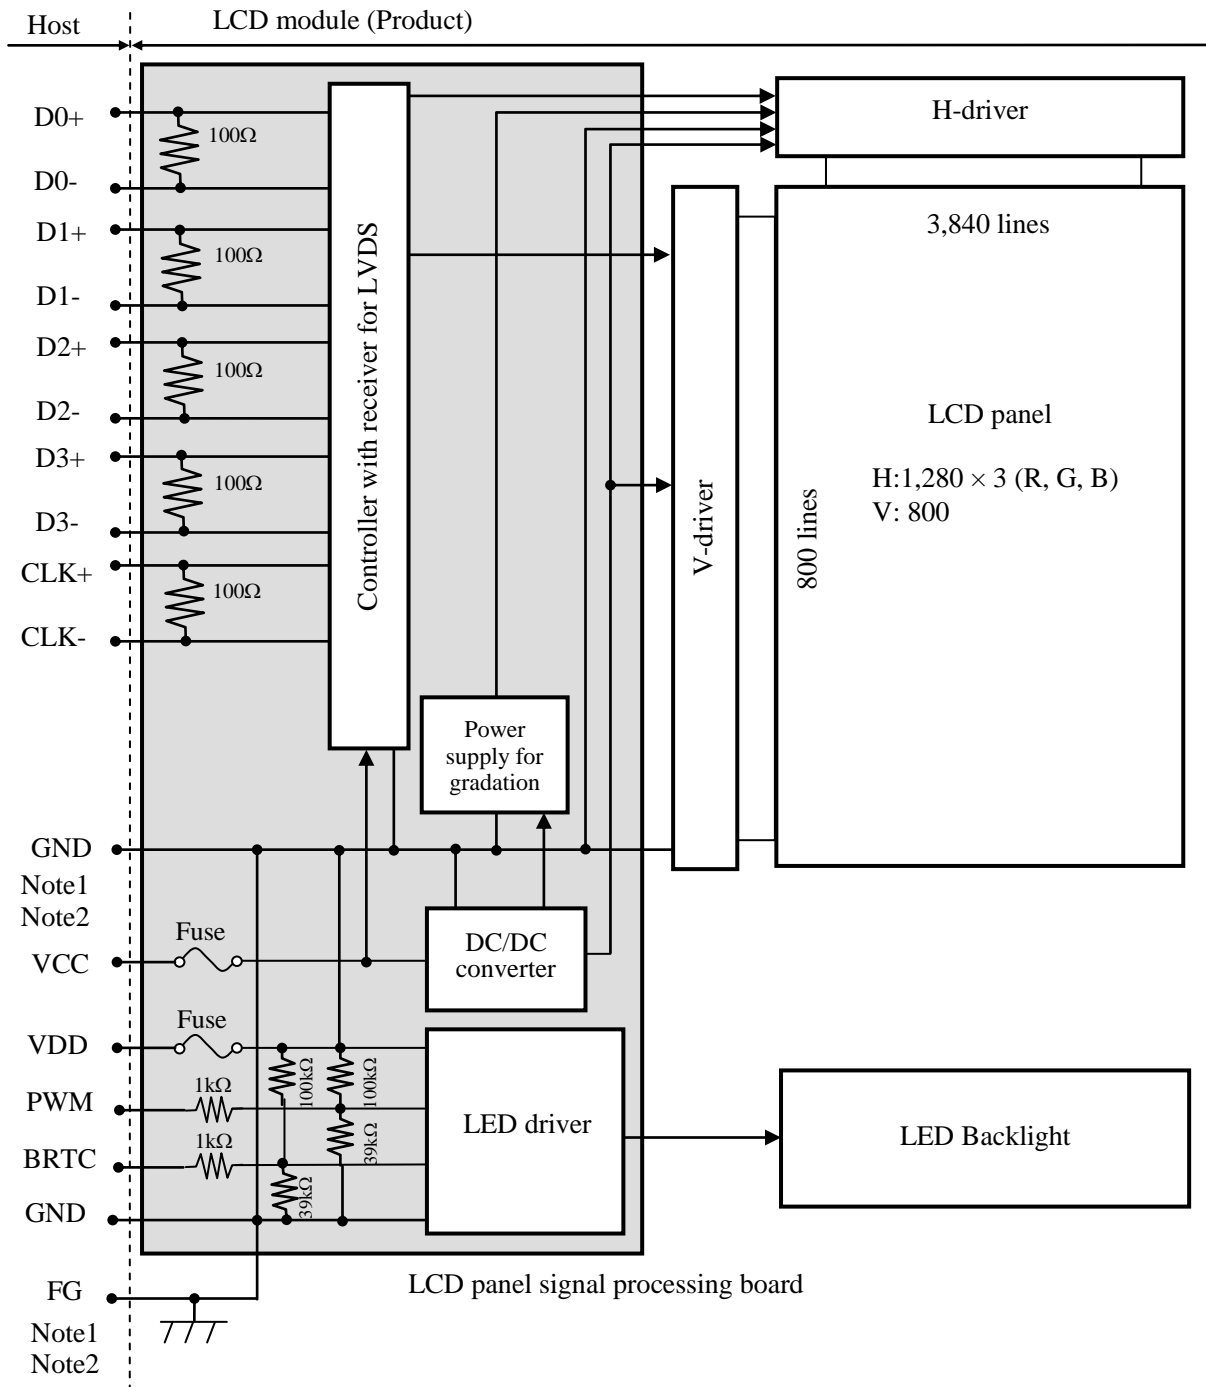 Host
LCD module (Product)
D0+
100Ω
D0-
D1+
100Ω
D1-
D2+
100Ω
D2-
D3+
100Ω
D3-
CLK+
100Ω
CLK-
Controller with receiver for LVDS
H-driver
3,840 lines
LCD panel
H:1,280 × 3 (R, G, B)
V: 800
800 lines
V-driver
Power
supply for
gradation
GND
Note1
Note2
Fuse
VCC
DC/DC
converter
Fuse
VDD
100kΩ
100kΩ
1kΩ
PWM
39kΩ
1kΩ
BRTC
39kΩ
GND
LED driver
LED Backlight
LCD panel signal processing board
FG
Note1
Note2